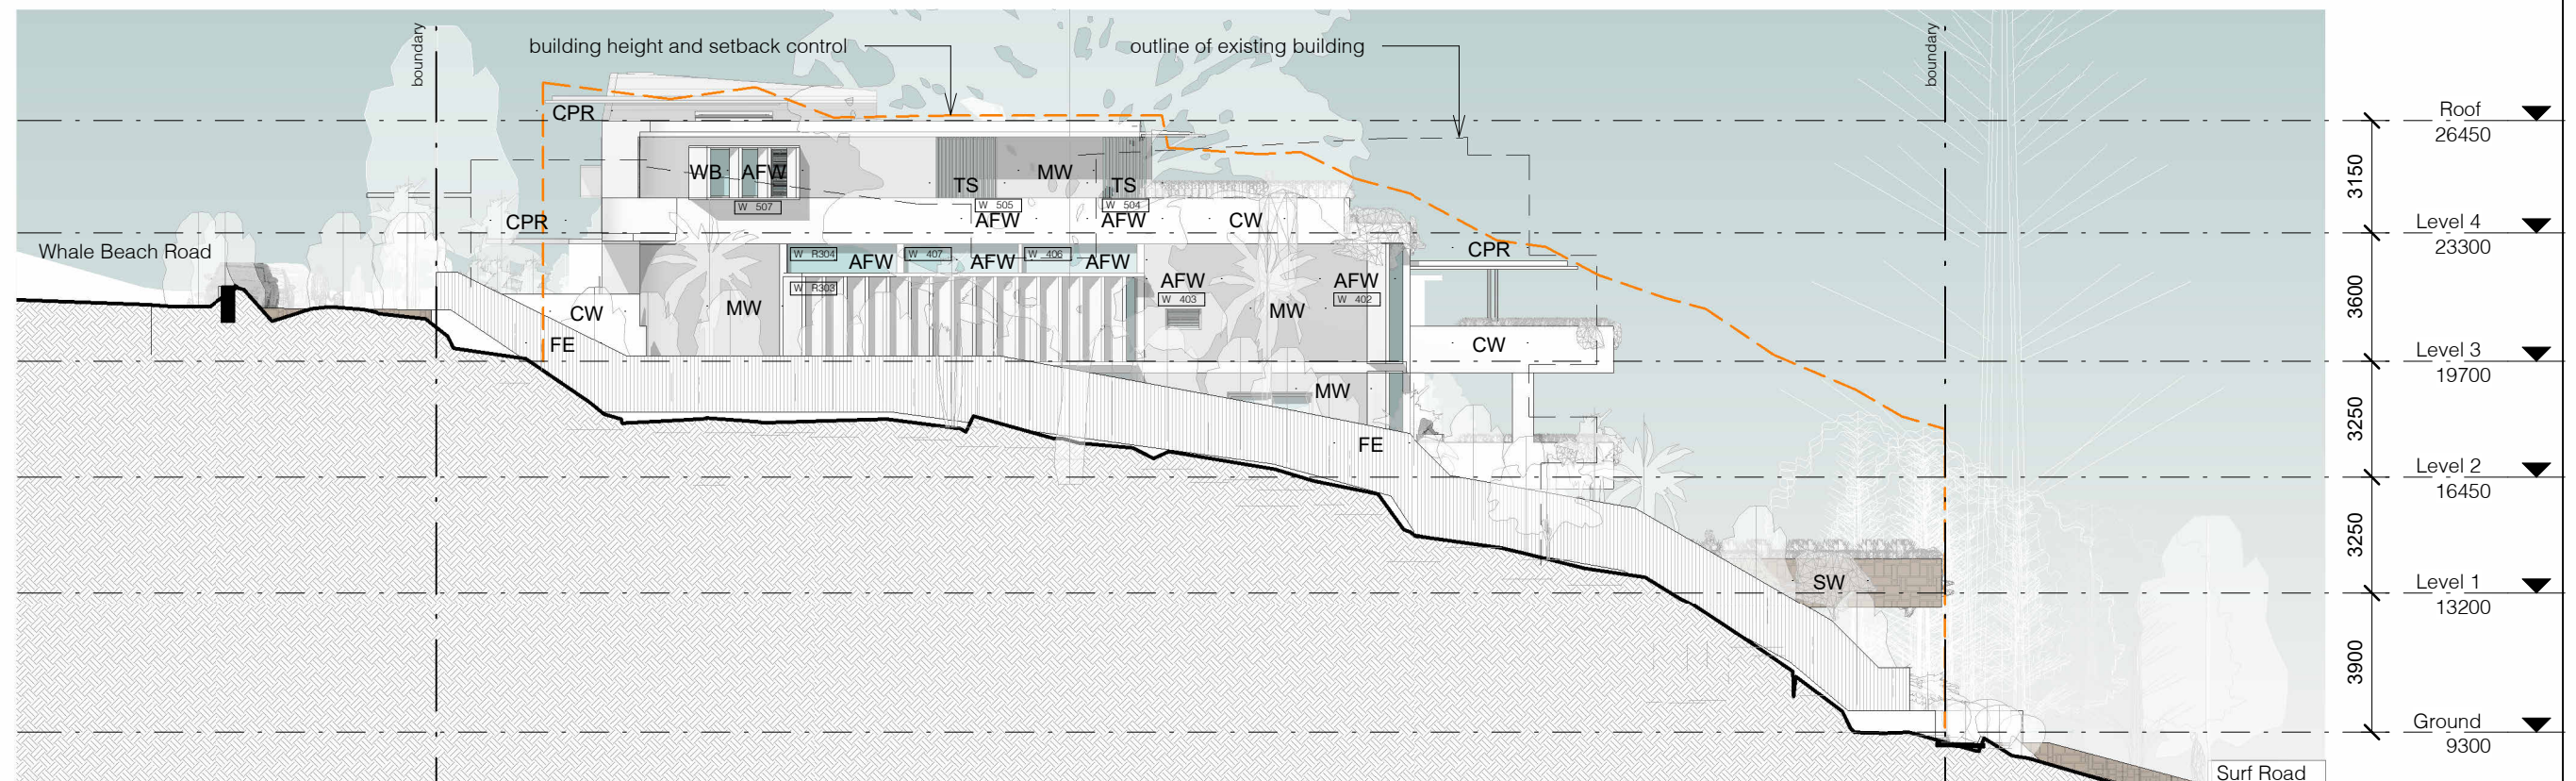 boundary
building height and setback control
outline of existing building
boundary
CPR
Roof
26450
3150
WB
AFW
TS
MW
TS
W 507
W 505
W 504
CPR
AFW
AFW
CW
Level 4
23300
Whale Beach Road
W R304
AFW
W 407
AFW
W 406
AFW
CPR
AFW
AFW
W R303
W 403
W 402
3600
CW
MW
MW
FE
CW
Level 3
19700
MW
3250
FE
Level 2
16450
3250
SW
Level 1
13200
3900
Ground
9300
Surf Road